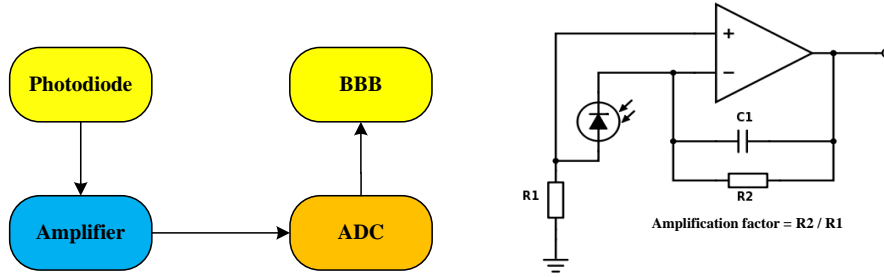 Photodiode
BBB
Amplifier
ADC
+
−
C1
R1
R2
Amplification factor = R2 / R1